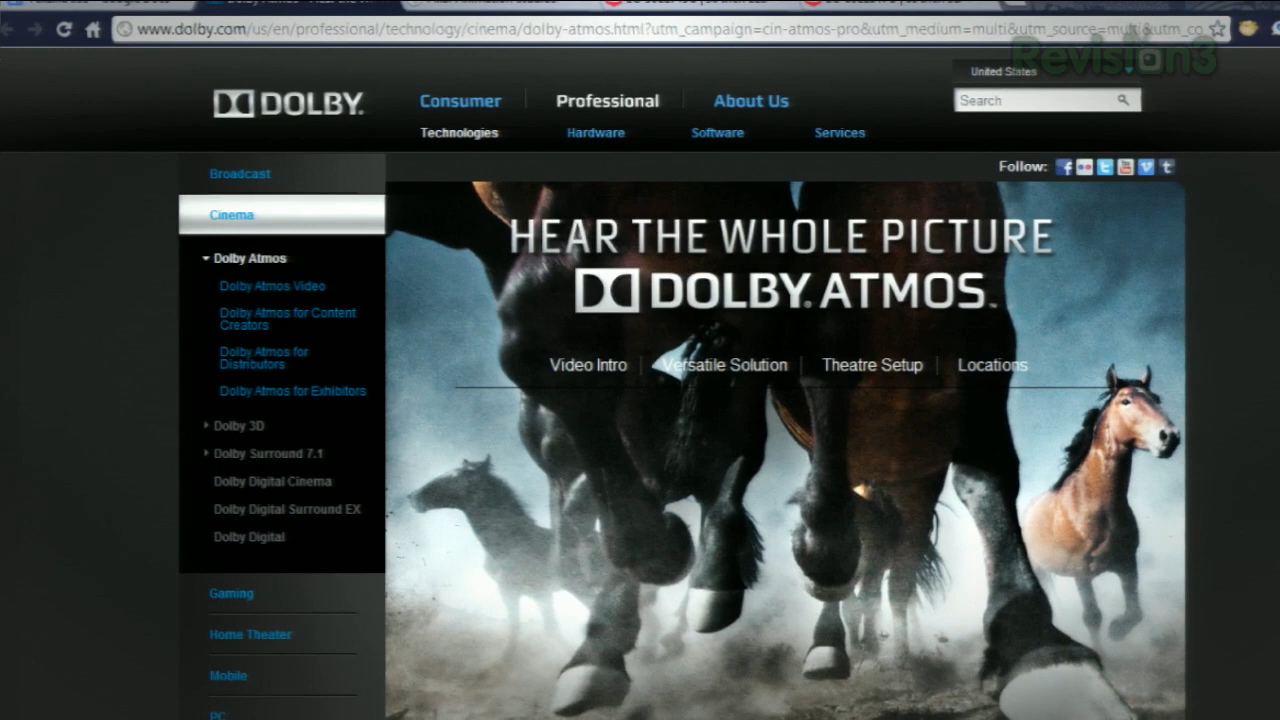 www.dolby.com/us/en/professional/technology/cinema/dolby-atmos.html?utm_campaign=cin-atmos-pro&utm_medium=multi&utm_source=multi&utm_co
Revision3
United States
DOLBY.
Consumer
Professional
About Us
Search
Technologies
Hardware
Software
Services
Follow:
Broadcast
Cinema
Dolby Atmos
Dolby Atmos Video
Dolby Atmos for Content
Creators
Dolby Atmos for
Distributors
Dolby Atmos for Exhibitors
Dolby 3D
Dolby Surround 7.1
Dolby Digital Cinema
Dolby Digital Surround EX
Dolby Digital
Gaming
Home Theater
Mobile
PC
HEAR THE WHOLE PICTURE
DOLBY. ATMOS™
Video Intro
Versatile Solution
Theatre Setup
Locations